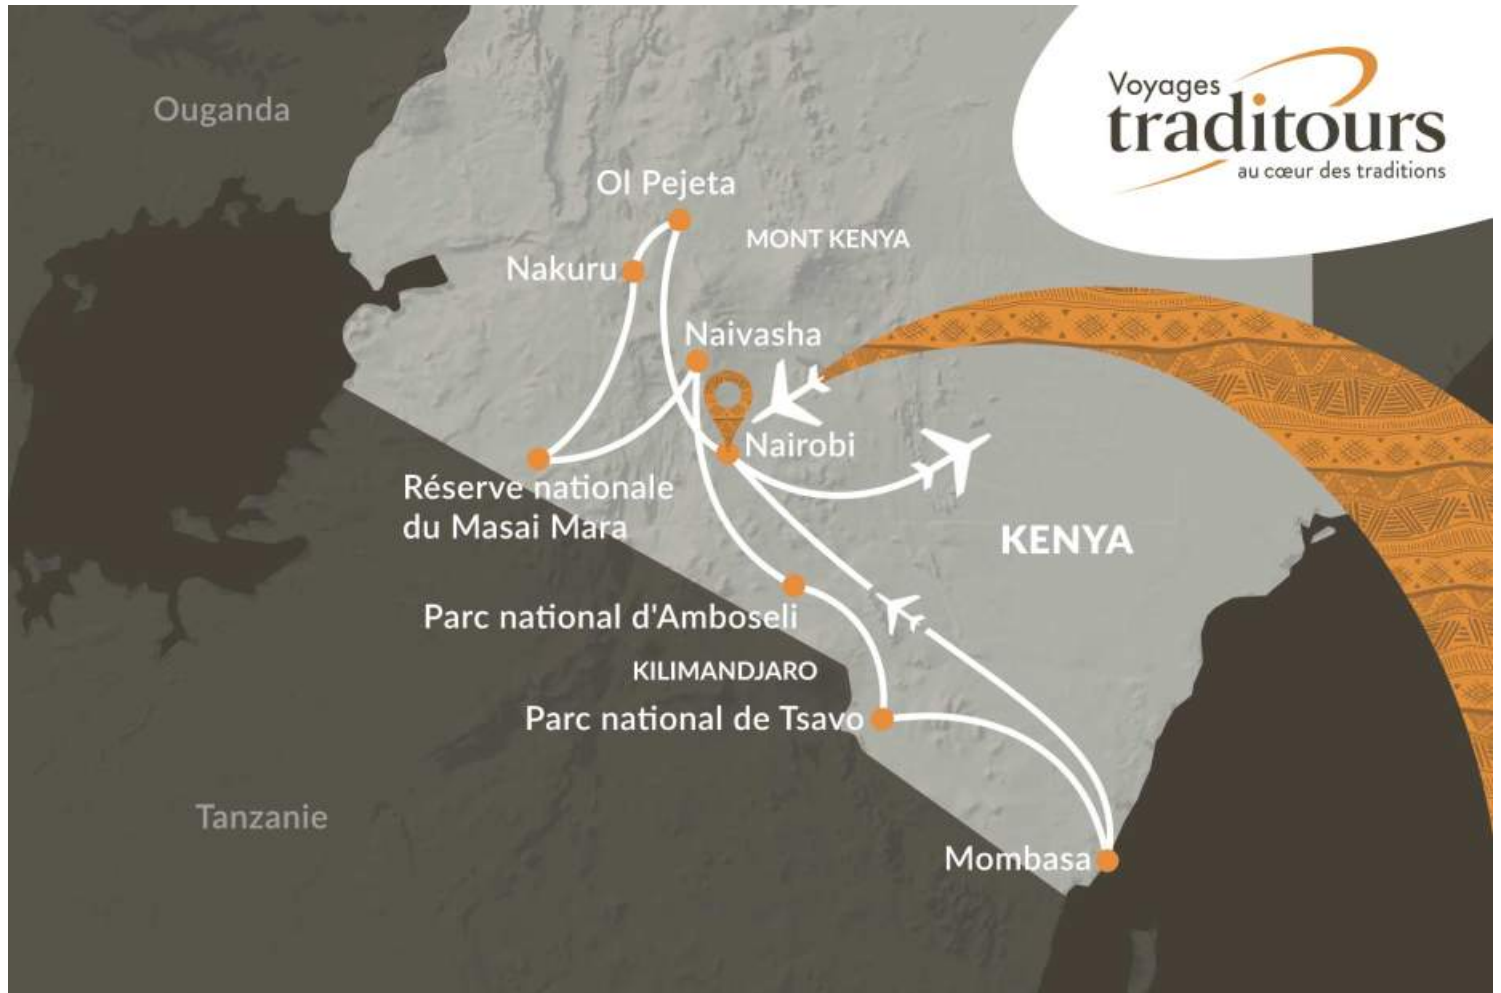 Voyages
traditours
au cœur des traditions
Ouganda
Ol Pejeta
MONT KENYA
Nakuru
Naivasha
Nairobi
Réserve nationale
du Masai Mara
KENYA
Parc national d'Amboseli
KILIMANDJARO
Parc national de Tsavo
Tanzanie
Mombasa